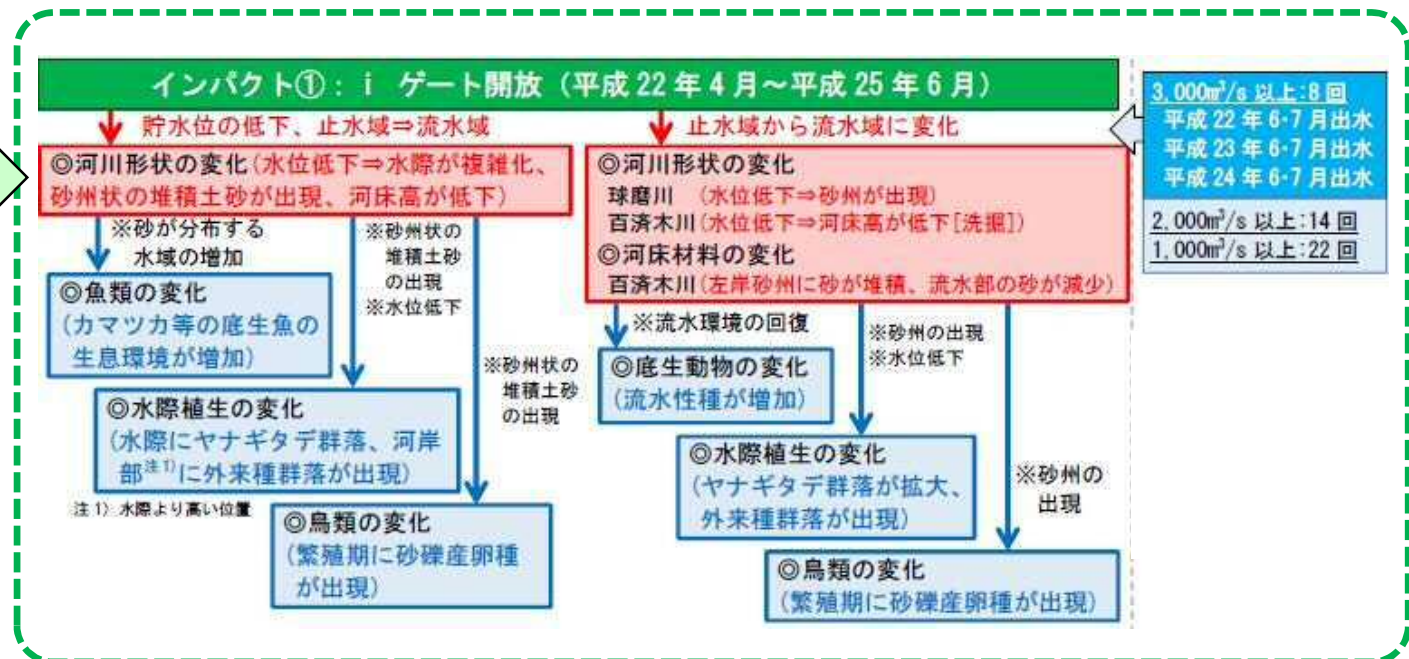 インパクト①: i ゲート開放（平成 22 年 4 月～平成 25 年 6 月）
貯水位の低下、止水域⇒流水域
◎河川形状の変化(水位低下⇒水際が複雑化、
砂州状の堆積土砂が出現、河床高が低下)
※砂が分布する
水域の増加
◎魚類の変化
(カマツカ等の底生魚の
生息環境が増加)
※砂州状の
堆積土砂
の出現
※水位低下
◎水際植生の変化
(水際にヤナギタデ群落、河岸
部注1)に外来種群落が出現)
注1) 水際より高い位置
※砂州状の
堆積土砂
の出現
◎鳥類の変化
(繁殖期に砂礫産卵種
が出現)
止水域から流水域に変化
◎河川形状の変化
球磨川 (水位低下⇒砂州が出現)
百済木川(水位低下⇒河床高が低下[洗掘])
◎河床材料の変化
百済木川(左岸砂州に砂が堆積、流水部の砂が減少)
※流水環境の回復
◎底生動物の変化
(流水性種が増加)
※砂州の出現
※水位低下
◎水際植生の変化
(ヤナギタデ群落が拡大、
外来種群落が出現)
※砂州の
出現
◎鳥類の変化
(繁殖期に砂礫産卵種が出現)
3,000㎥/s 以上:8 回
平成 22 年 6・7 月出水
平成 23 年 6・7 月出水
平成 24 年 6・7 月出水
2,000㎥/s 以上:14 回
1,000㎥/s 以上:22 回